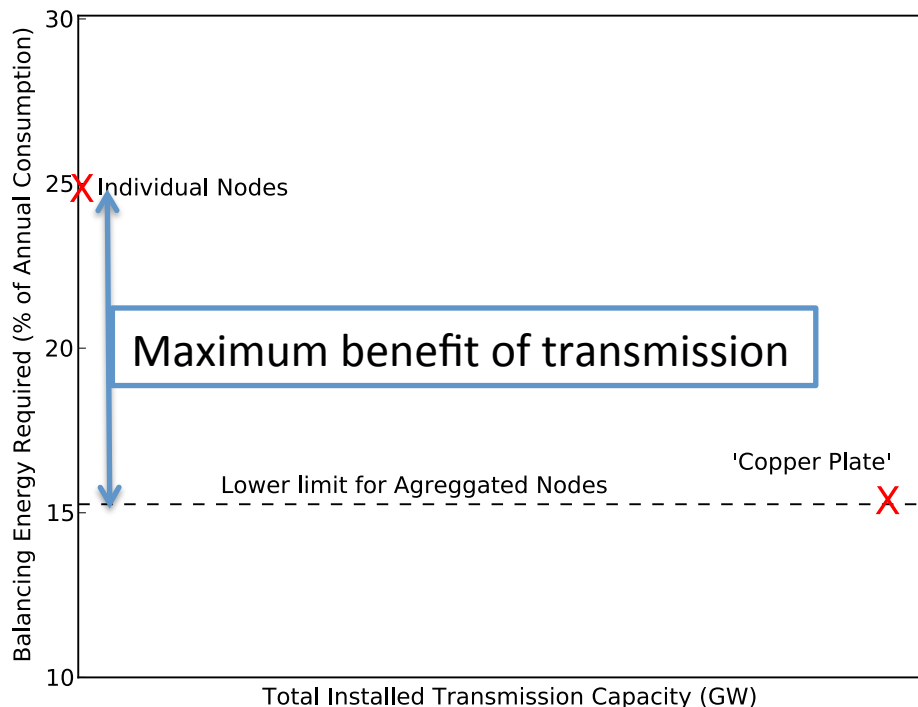 Balancing Energy Required (% of Annual Consumption)
30
25
20
15
10
X Individual Nodes
Maximum benefit of transmission
'Copper Plate'
Lower limit for Agreggated Nodes
X
Total Installed Transmission Capacity (GW)